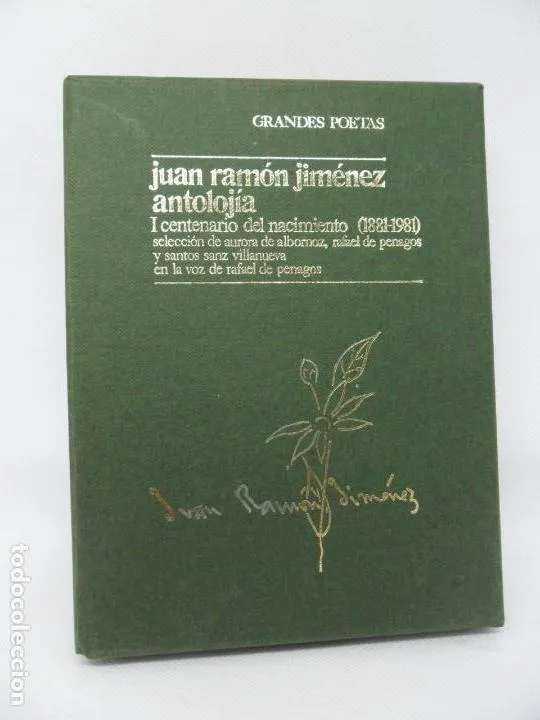 GRANDES POETAS
juan ramón jiménez
antolojía
I centenario del nacimiento (1881-1981)
selección de aurora de albornoz, rafael de penagos
y santos sanz villanueva
en la voz de rafael de penagos
Juan Ramón Jiménez
todocoleccion